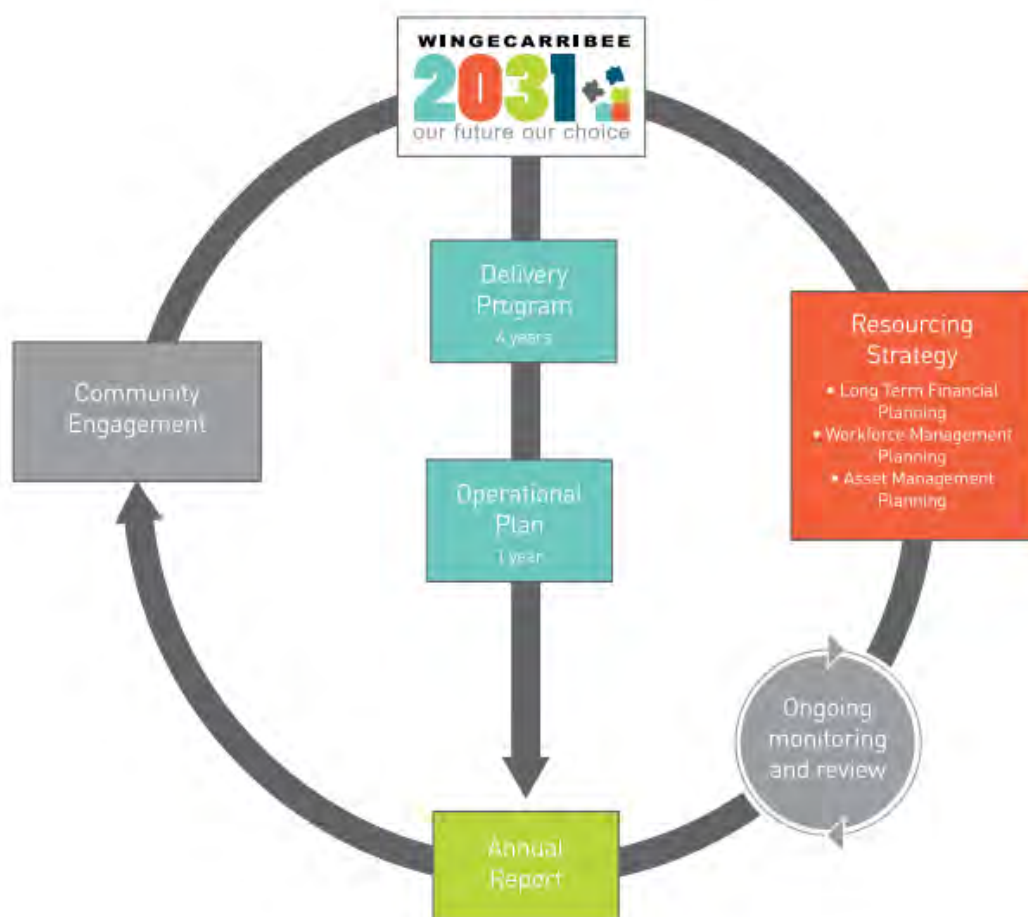 WINGECARRIBEE
2031
our future our choice
Delivery
Program
4 years
Community
Engagement
Operational
Plan
1 year
Resourcing
Strategy
• Long Term Financial
Planning
• Workforce Management
Planning
• Asset Management
Planning
Ongoing
monitoring
and review
Annual
Report